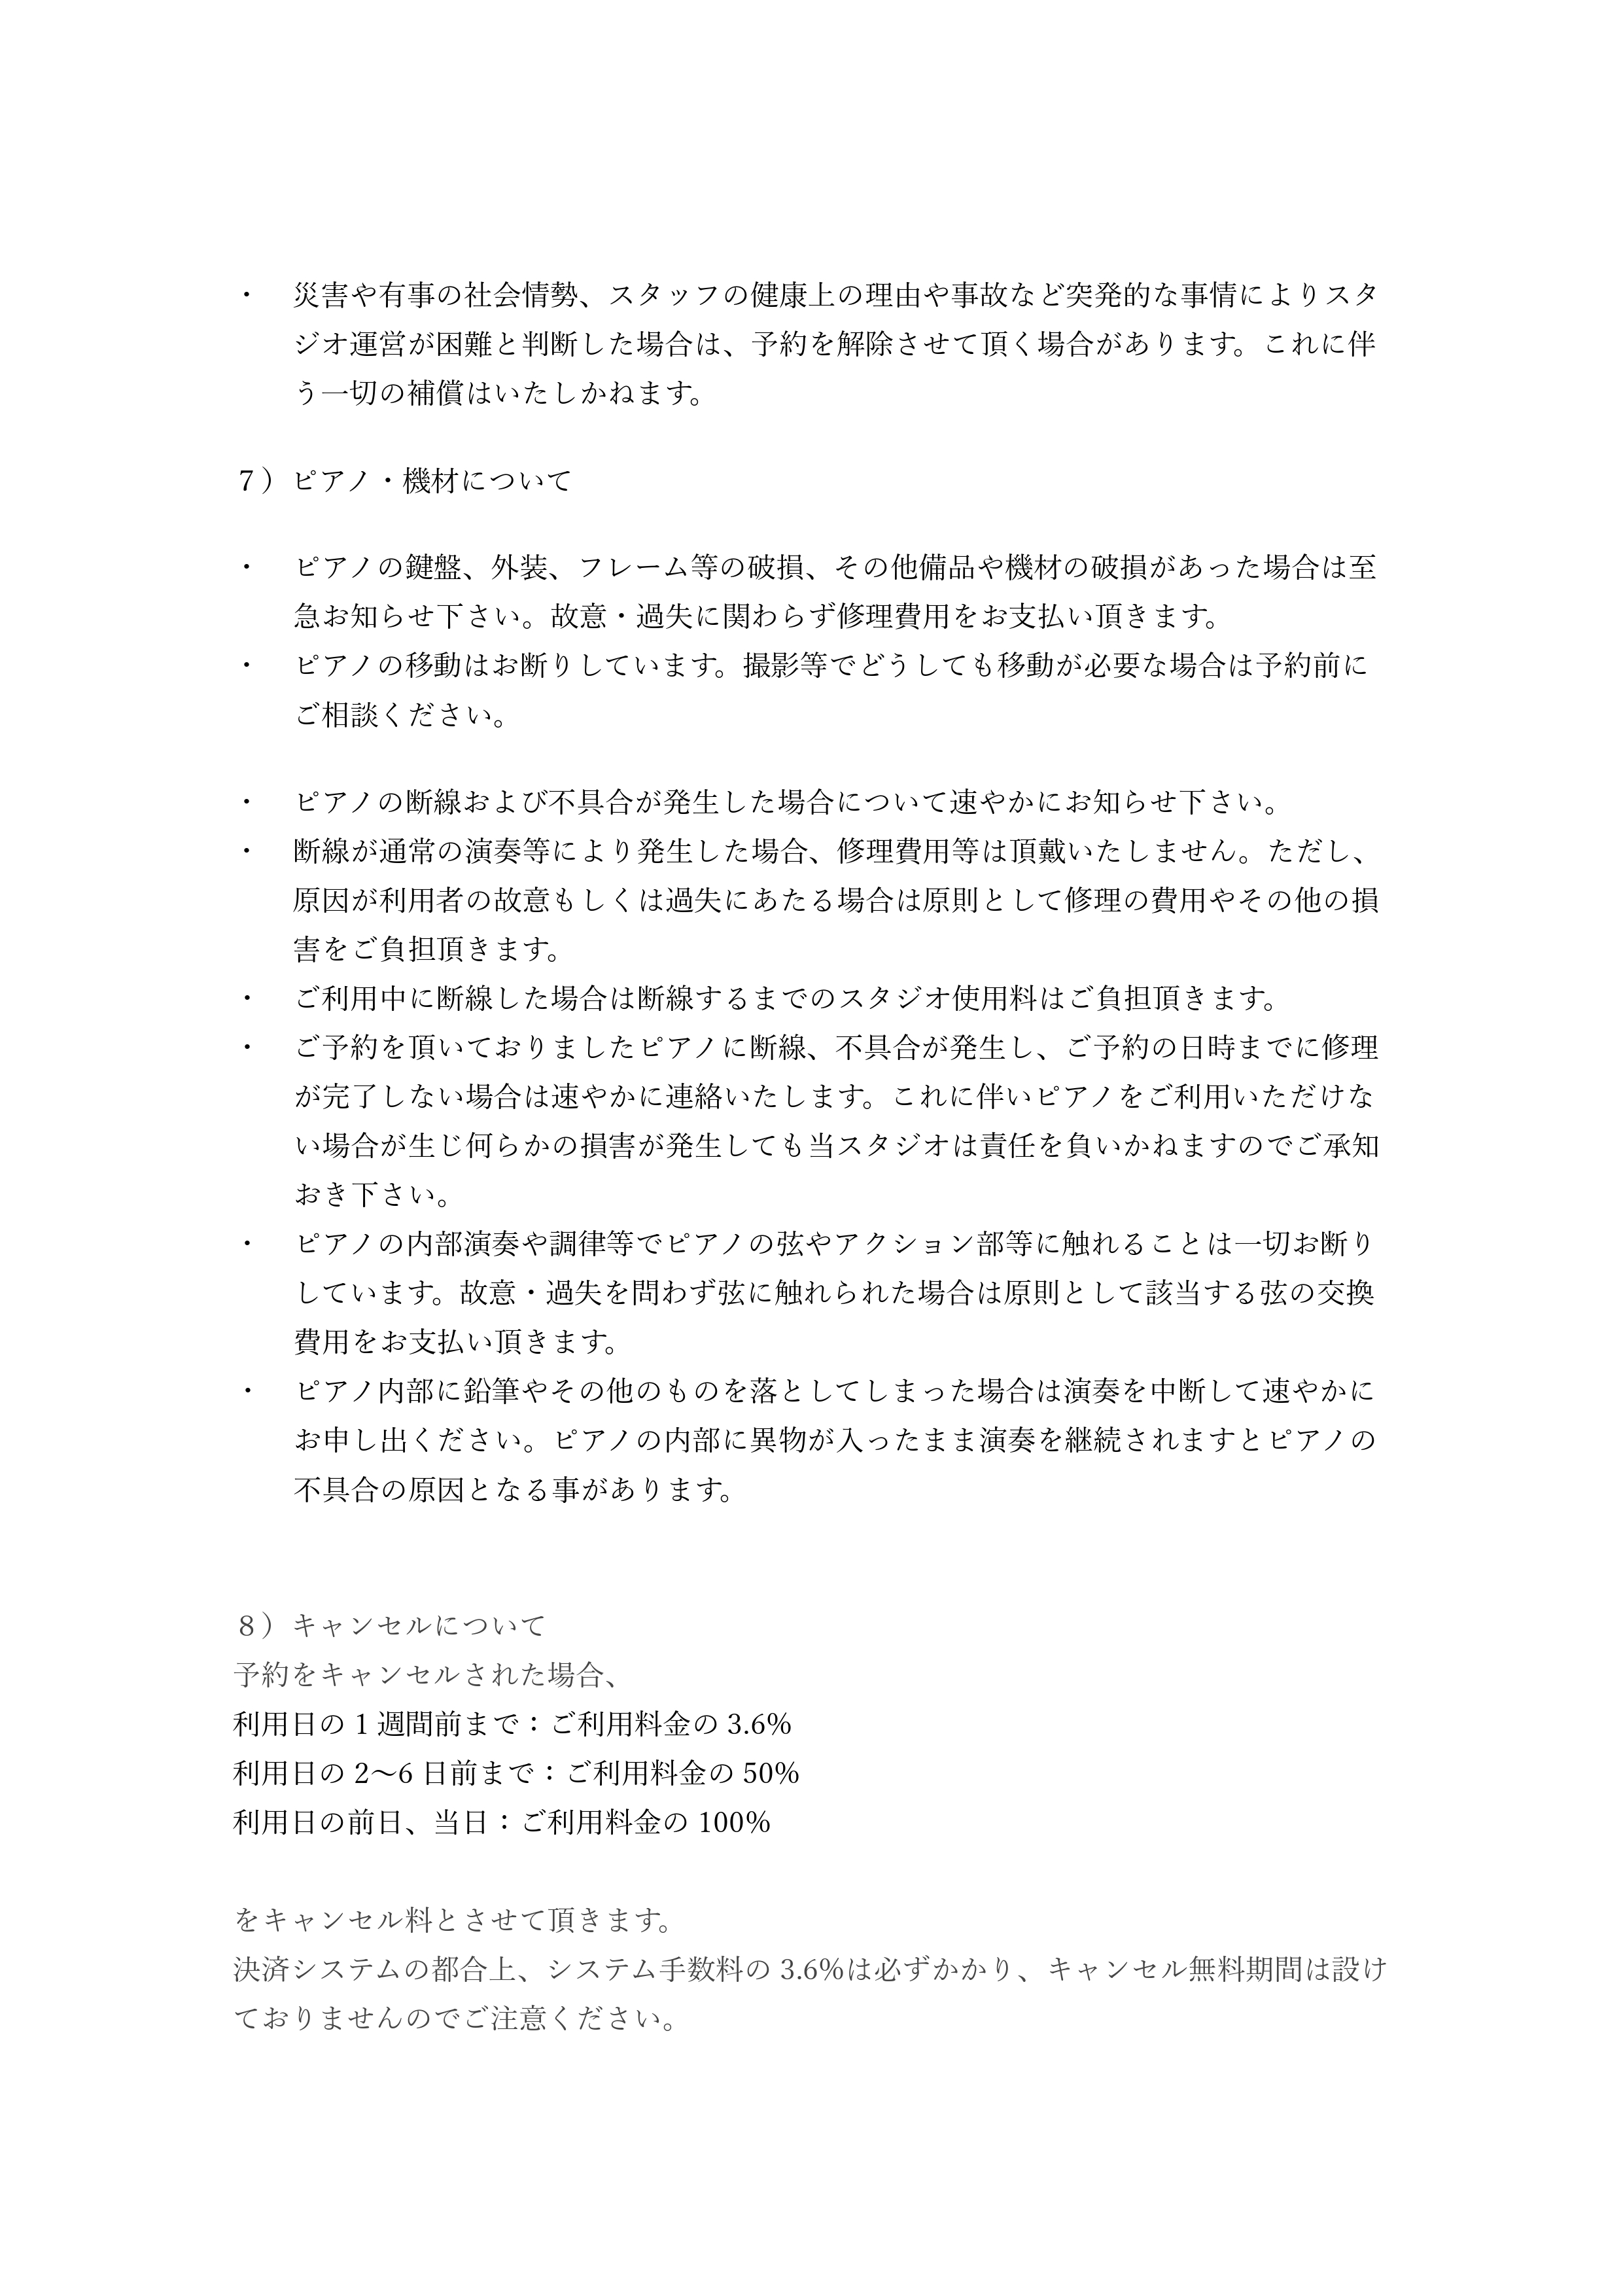 ・ 災害や有事の社会情勢、スタッフの健康上の理由や事故など突発的な事情によりスタ
ジオ運営が困難と判断した場合は、予約を解除させて頂く場合があります。これに伴
う一切の補償はいたしかねます。
７）ピアノ・機材について
・ ピアノの鍵盤、外装、フレーム等の破損、その他備品や機材の破損があった場合は至
急お知らせ下さい。故意・過失に関わらず修理費用をお支払い頂きます。
・ ピアノの移動はお断りしています。撮影等でどうしても移動が必要な場合は予約前に
ご相談ください。
・ ピアノの断線および不具合が発生した場合について速やかにお知らせ下さい。
・ 断線が通常の演奏等により発生した場合、修理費用等は頂戴いたしません。ただし、
原因が利用者の故意もしくは過失にあたる場合は原則として修理の費用やその他の損
害をご負担頂きます。
・ ご利用中に断線した場合は断線するまでのスタジオ使用料はご負担頂きます。
・ ご予約を頂いておりましたピアノに断線、不具合が発生し、ご予約の日時までに修理
が完了しない場合は速やかに連絡いたします。これに伴いピアノをご利用いただけな
い場合が生じ何らかの損害が発生しても当スタジオは責任を負いかねますのでご承知
おき下さい。
・ ピアノの内部演奏や調律等でピアノの弦やアクション部等に触れることは一切お断り
しています。故意・過失を問わず弦に触れられた場合は原則として該当する弦の交換
費用をお支払い頂きます。
・ ピアノ内部に鉛筆やその他のものを落としてしまった場合は演奏を中断して速やかに
お申し出ください。ピアノの内部に異物が入ったまま演奏を継続されますとピアノの
不具合の原因となる事があります。
８）キャンセルについて
予約をキャンセルされた場合、
利用日の 1 週間前まで：ご利用料金の 3.6%
利用日の 2〜6 日前まで：ご利用料金の 50%
利用日の前日、当日：ご利用料金の 100%
をキャンセル料とさせて頂きます。
決済システムの都合上、システム手数料の 3.6%は必ずかかり、キャンセル無料期間は設け
ておりませんのでご注意ください。